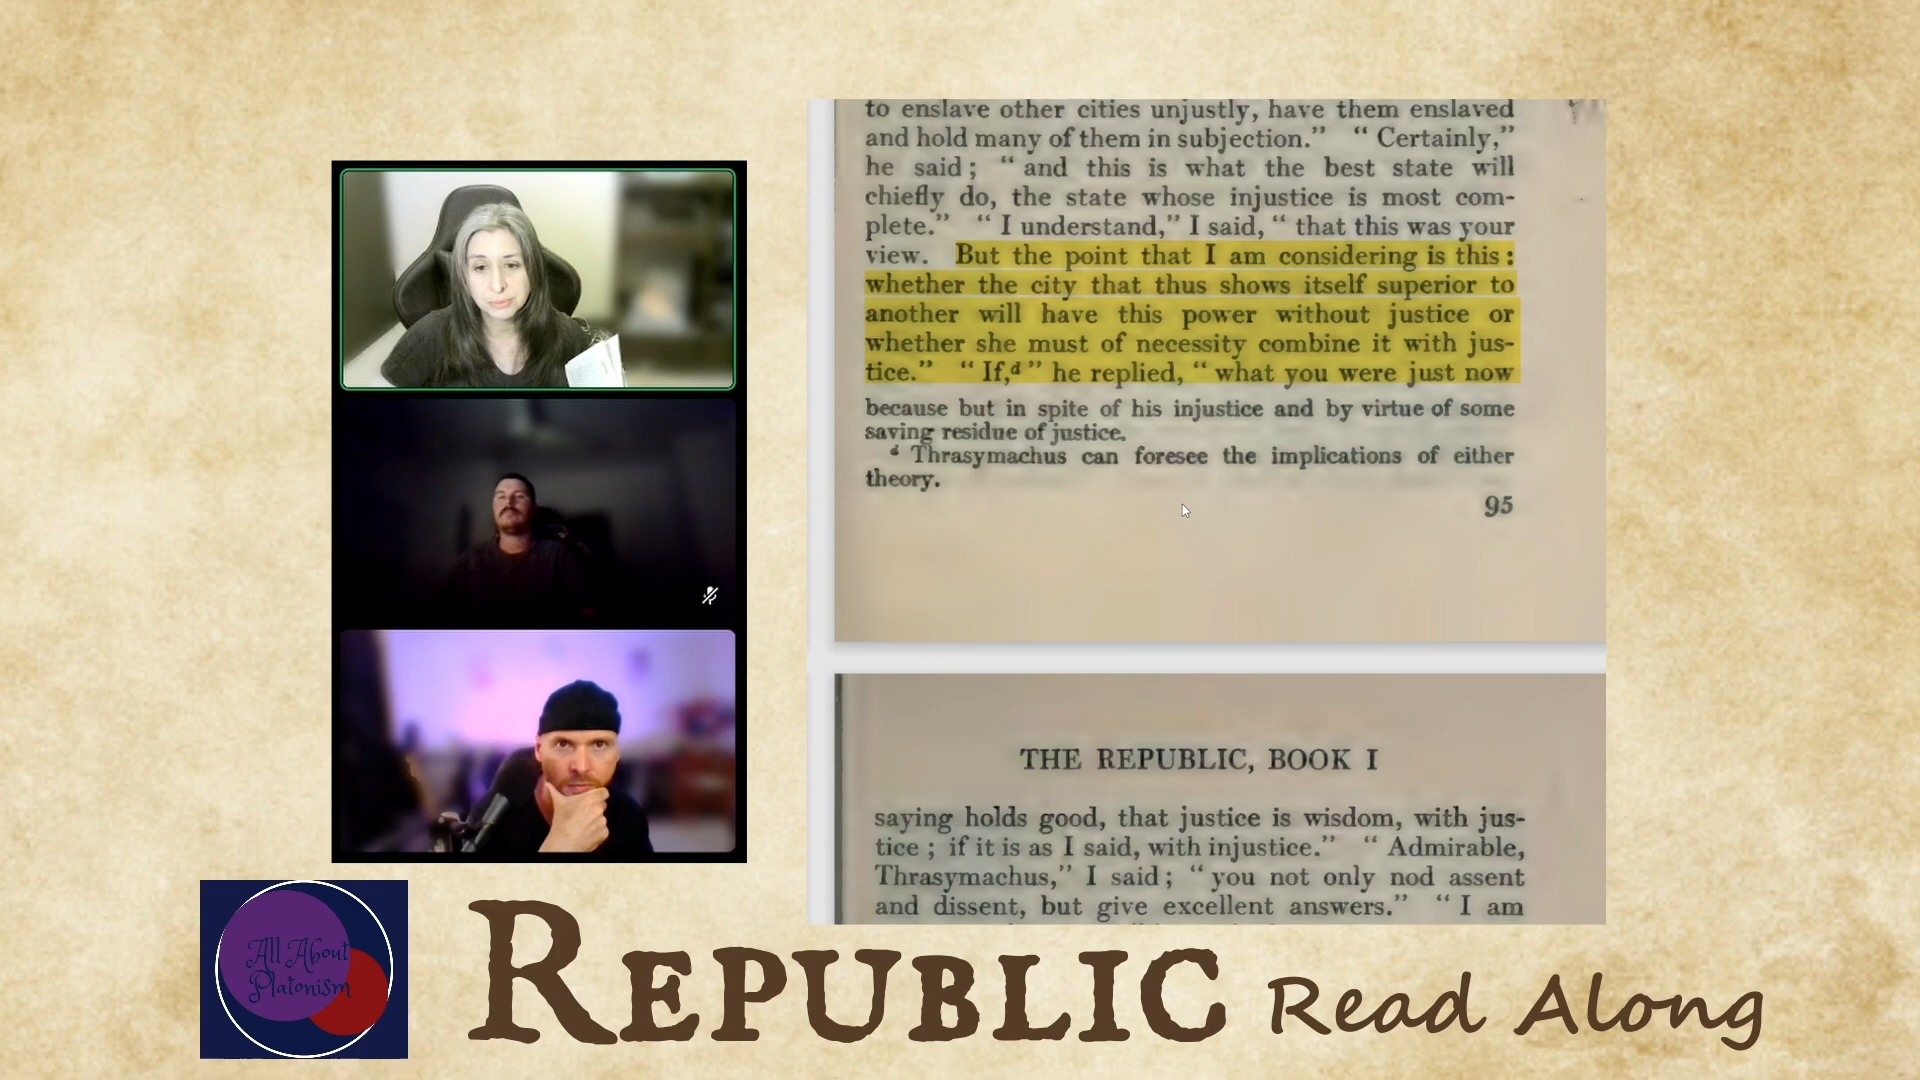 to enslave other cities unjustly, have them enslaved
and hold many of them in subjection.” “ Certainly,”
he said ; “ and this is what the best state will
chiefly do, the state whose injustice is most com-
plete.” “ I understand,” I said, “ that this was your
view. But the point that I am considering is this :
whether the city that thus shows itself superior to
another will have this power without justice or
whether she must of necessity combine it with jus-
tice.” “ If,ᵈ ” he replied, “ what you were just now
because but in spite of his injustice and by virtue of some
saving residue of justice.
ᵈ Thrasymachus can foresee the implications of either
theory.
95
THE REPUBLIC, BOOK I
saying holds good, that justice is wisdom, with jus-
tice ; if it is as I said, with injustice.” “ Admirable,
Thrasymachus,” I said ; “ you not only nod assent
and dissent, but give excellent answers.” “ I am
All About
Platonism
REPUBLIC Read Along